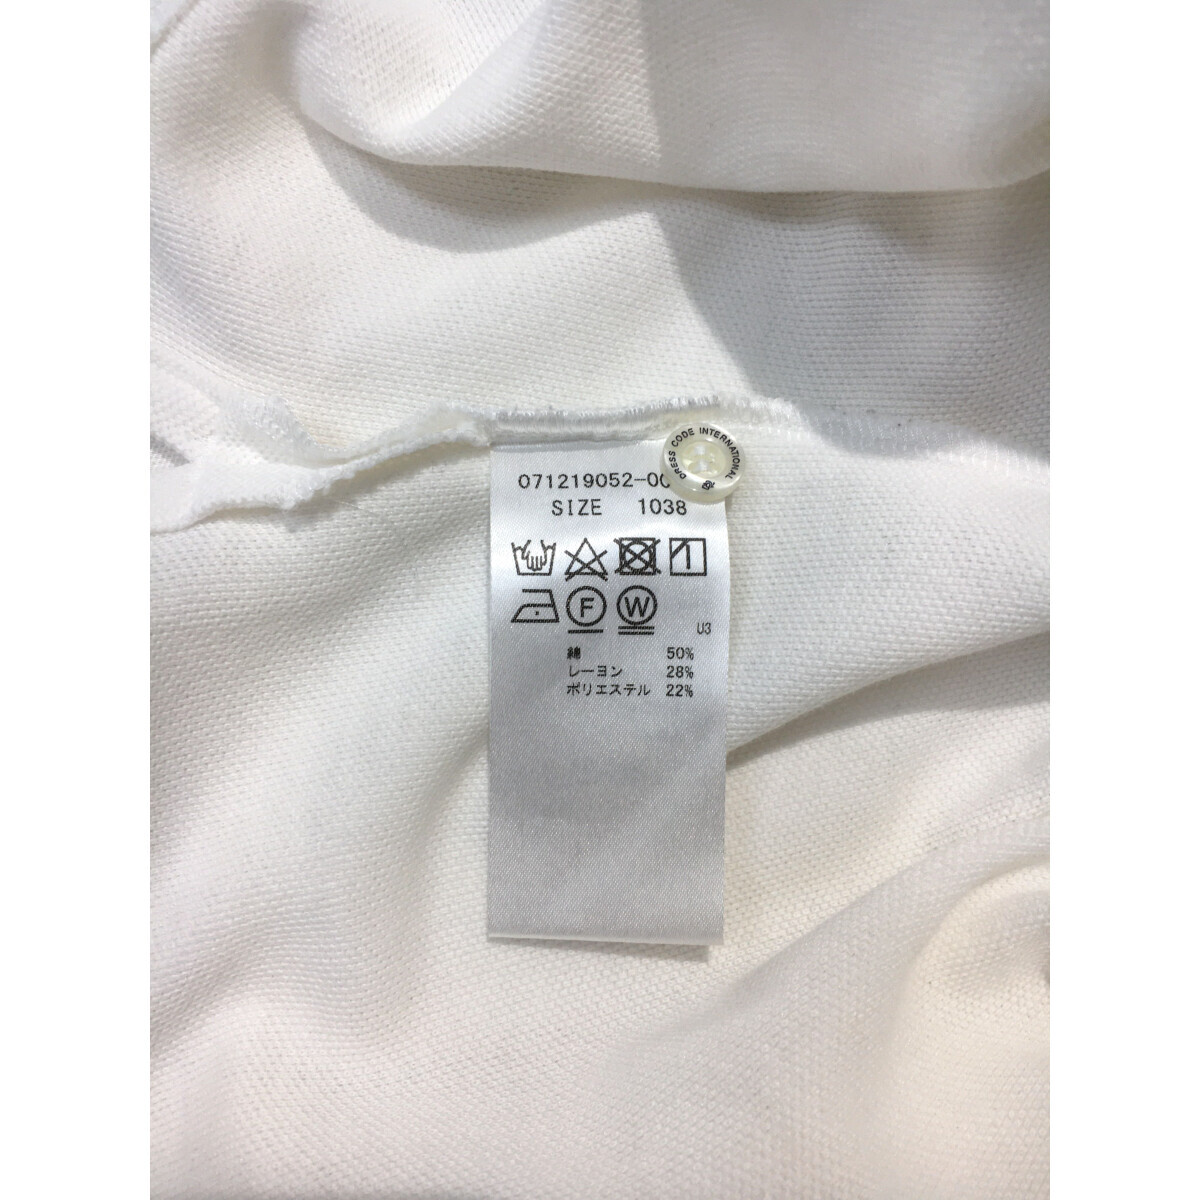 DRESS CODE INTERNATIONAL
071219052-0
SIZE 1038
F
W
U3
綿 50%
レーヨン 28%
ポリエステル 22%